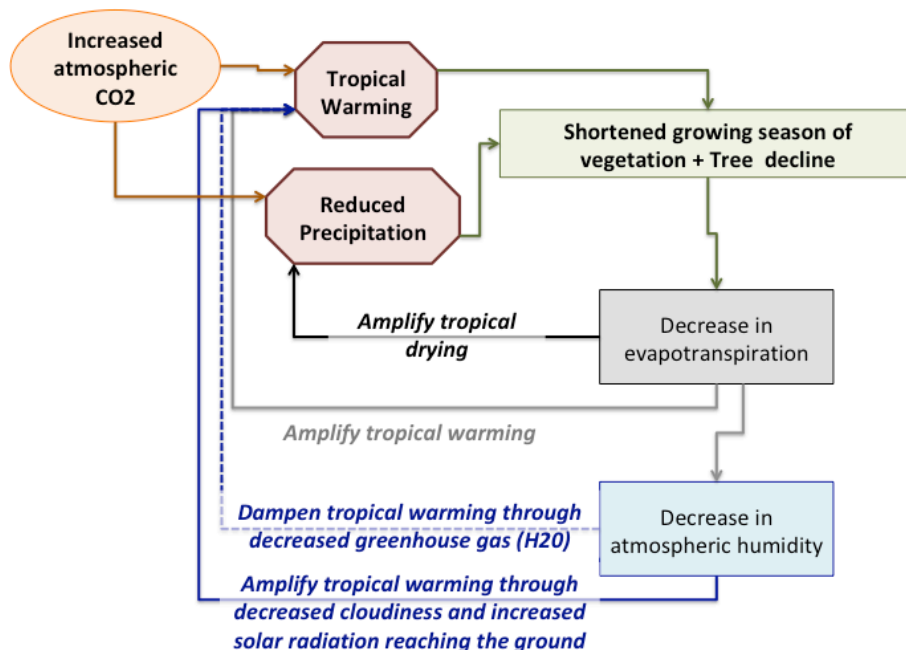 Increased
atmospheric
CO2
Tropical
Warming
Shortened growing season of
vegetation + Tree decline
Reduced
Precipitation
Amplify tropical
drying
Decrease in
evapotranspiration
Amplify tropical warming
Dampen tropical warming through
decreased greenhouse gas (H20)
Decrease in
atmospheric humidity
Amplify tropical warming through
decreased cloudiness and increased
solar radiation reaching the ground